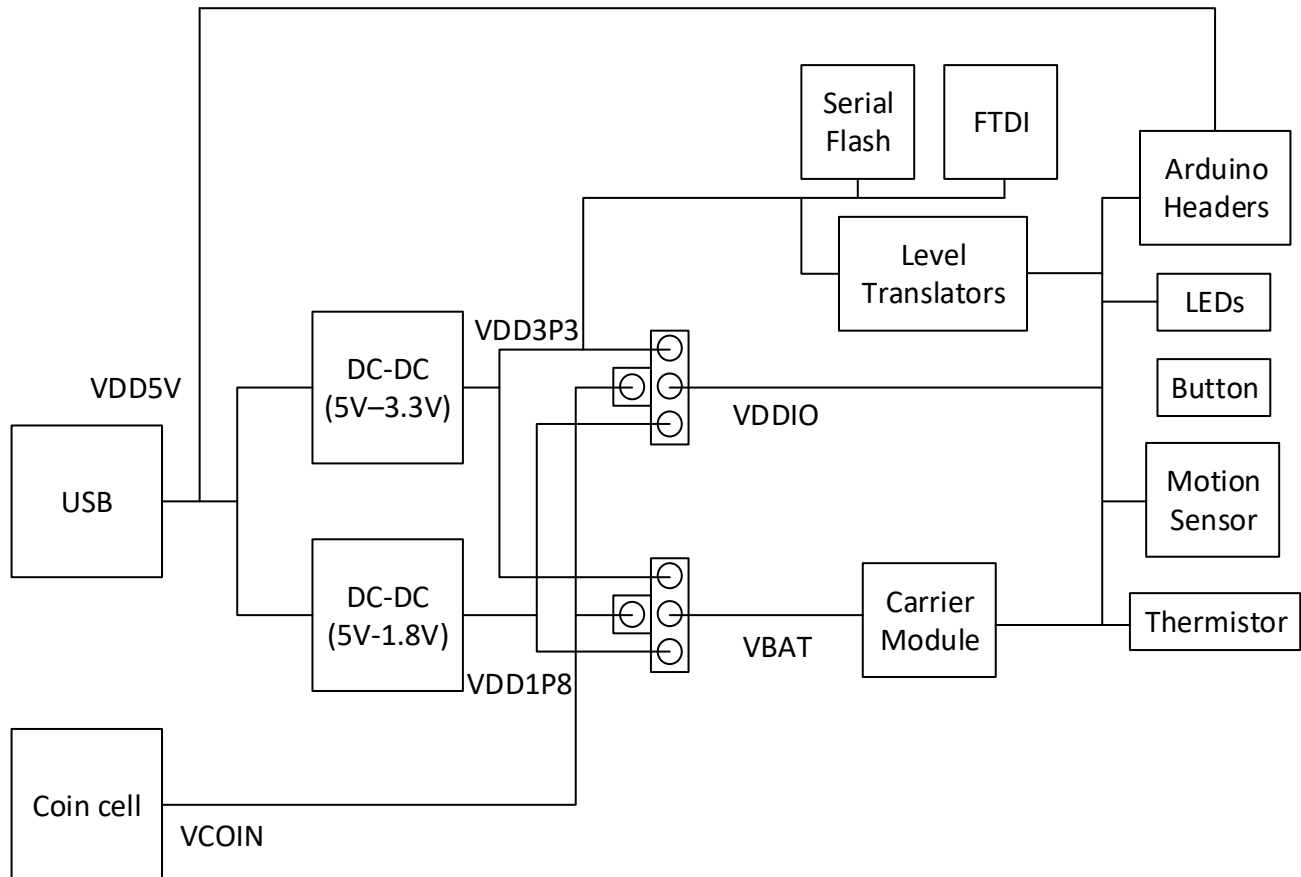 Serial
Flash
FTDI
Arduino
Headers
Level
Translators
LEDs
VDD3P3
DC-DC
(5V–3.3V)
VDD5V
Button
VDDIO
USB
Motion
Sensor
DC-DC
(5V-1.8V)
Carrier
Module
Thermistor
VBAT
VDD1P8
Coin cell
VCOIN